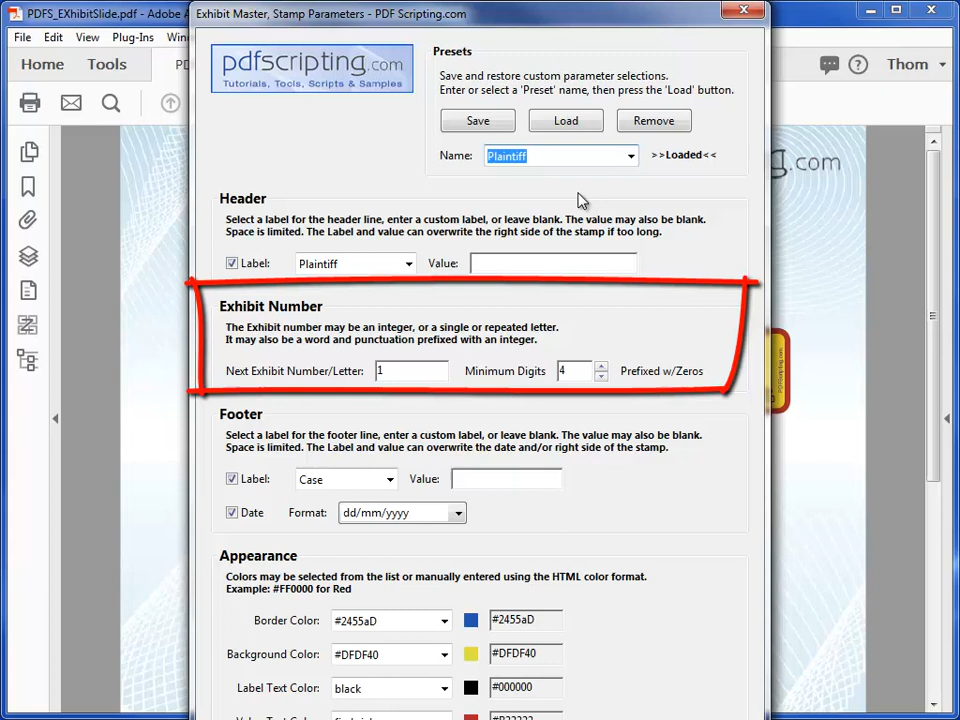 PDFS_EXhibitSlide.pdf - Adobe A
Exhibit Master, Stamp Parameters - PDF Scripting.com
File Edit View Plug-Ins
Home Tools
Thom
pdfscripting.com
Tutorials, Tools, Scripts & Samples
Presets
Save and restore custom parameter selections.
Enter or select a 'Preset' name, then press the 'Load' button.
Save Load Remove
Name: Plaintiff >>Loaded<<
.com
Header
Select a label for the header line, enter a custom label, or leave blank. The value may also be blank.
Space is limited. The Label and value can overwrite the right side of the stamp if too long.
Label: Plaintiff Value:
Exhibit Number
The Exhibit number may be an integer, or a single or repeated letter.
It may also be a word and punctuation prefixed with an integer.
Next Exhibit Number/Letter: 1 Minimum Digits 4 Prefixed w/Zeros
PDFScripting.com
Footer
Select a label for the footer line, enter a custom label, or leave blank. The value may also be blank.
Space is limited. The Label and value can overwrite the date and/or right side of the stamp.
Label: Case Value:
Date Format: dd/mm/yyyy
Appearance
Colors may be selected from the list or manually entered using the HTML color format.
Example: #FF0000 for Red
Border Color: #2455aD #2455aD
Background Color: #DFDF40 #DFDF40
Label Text Color: black #000000